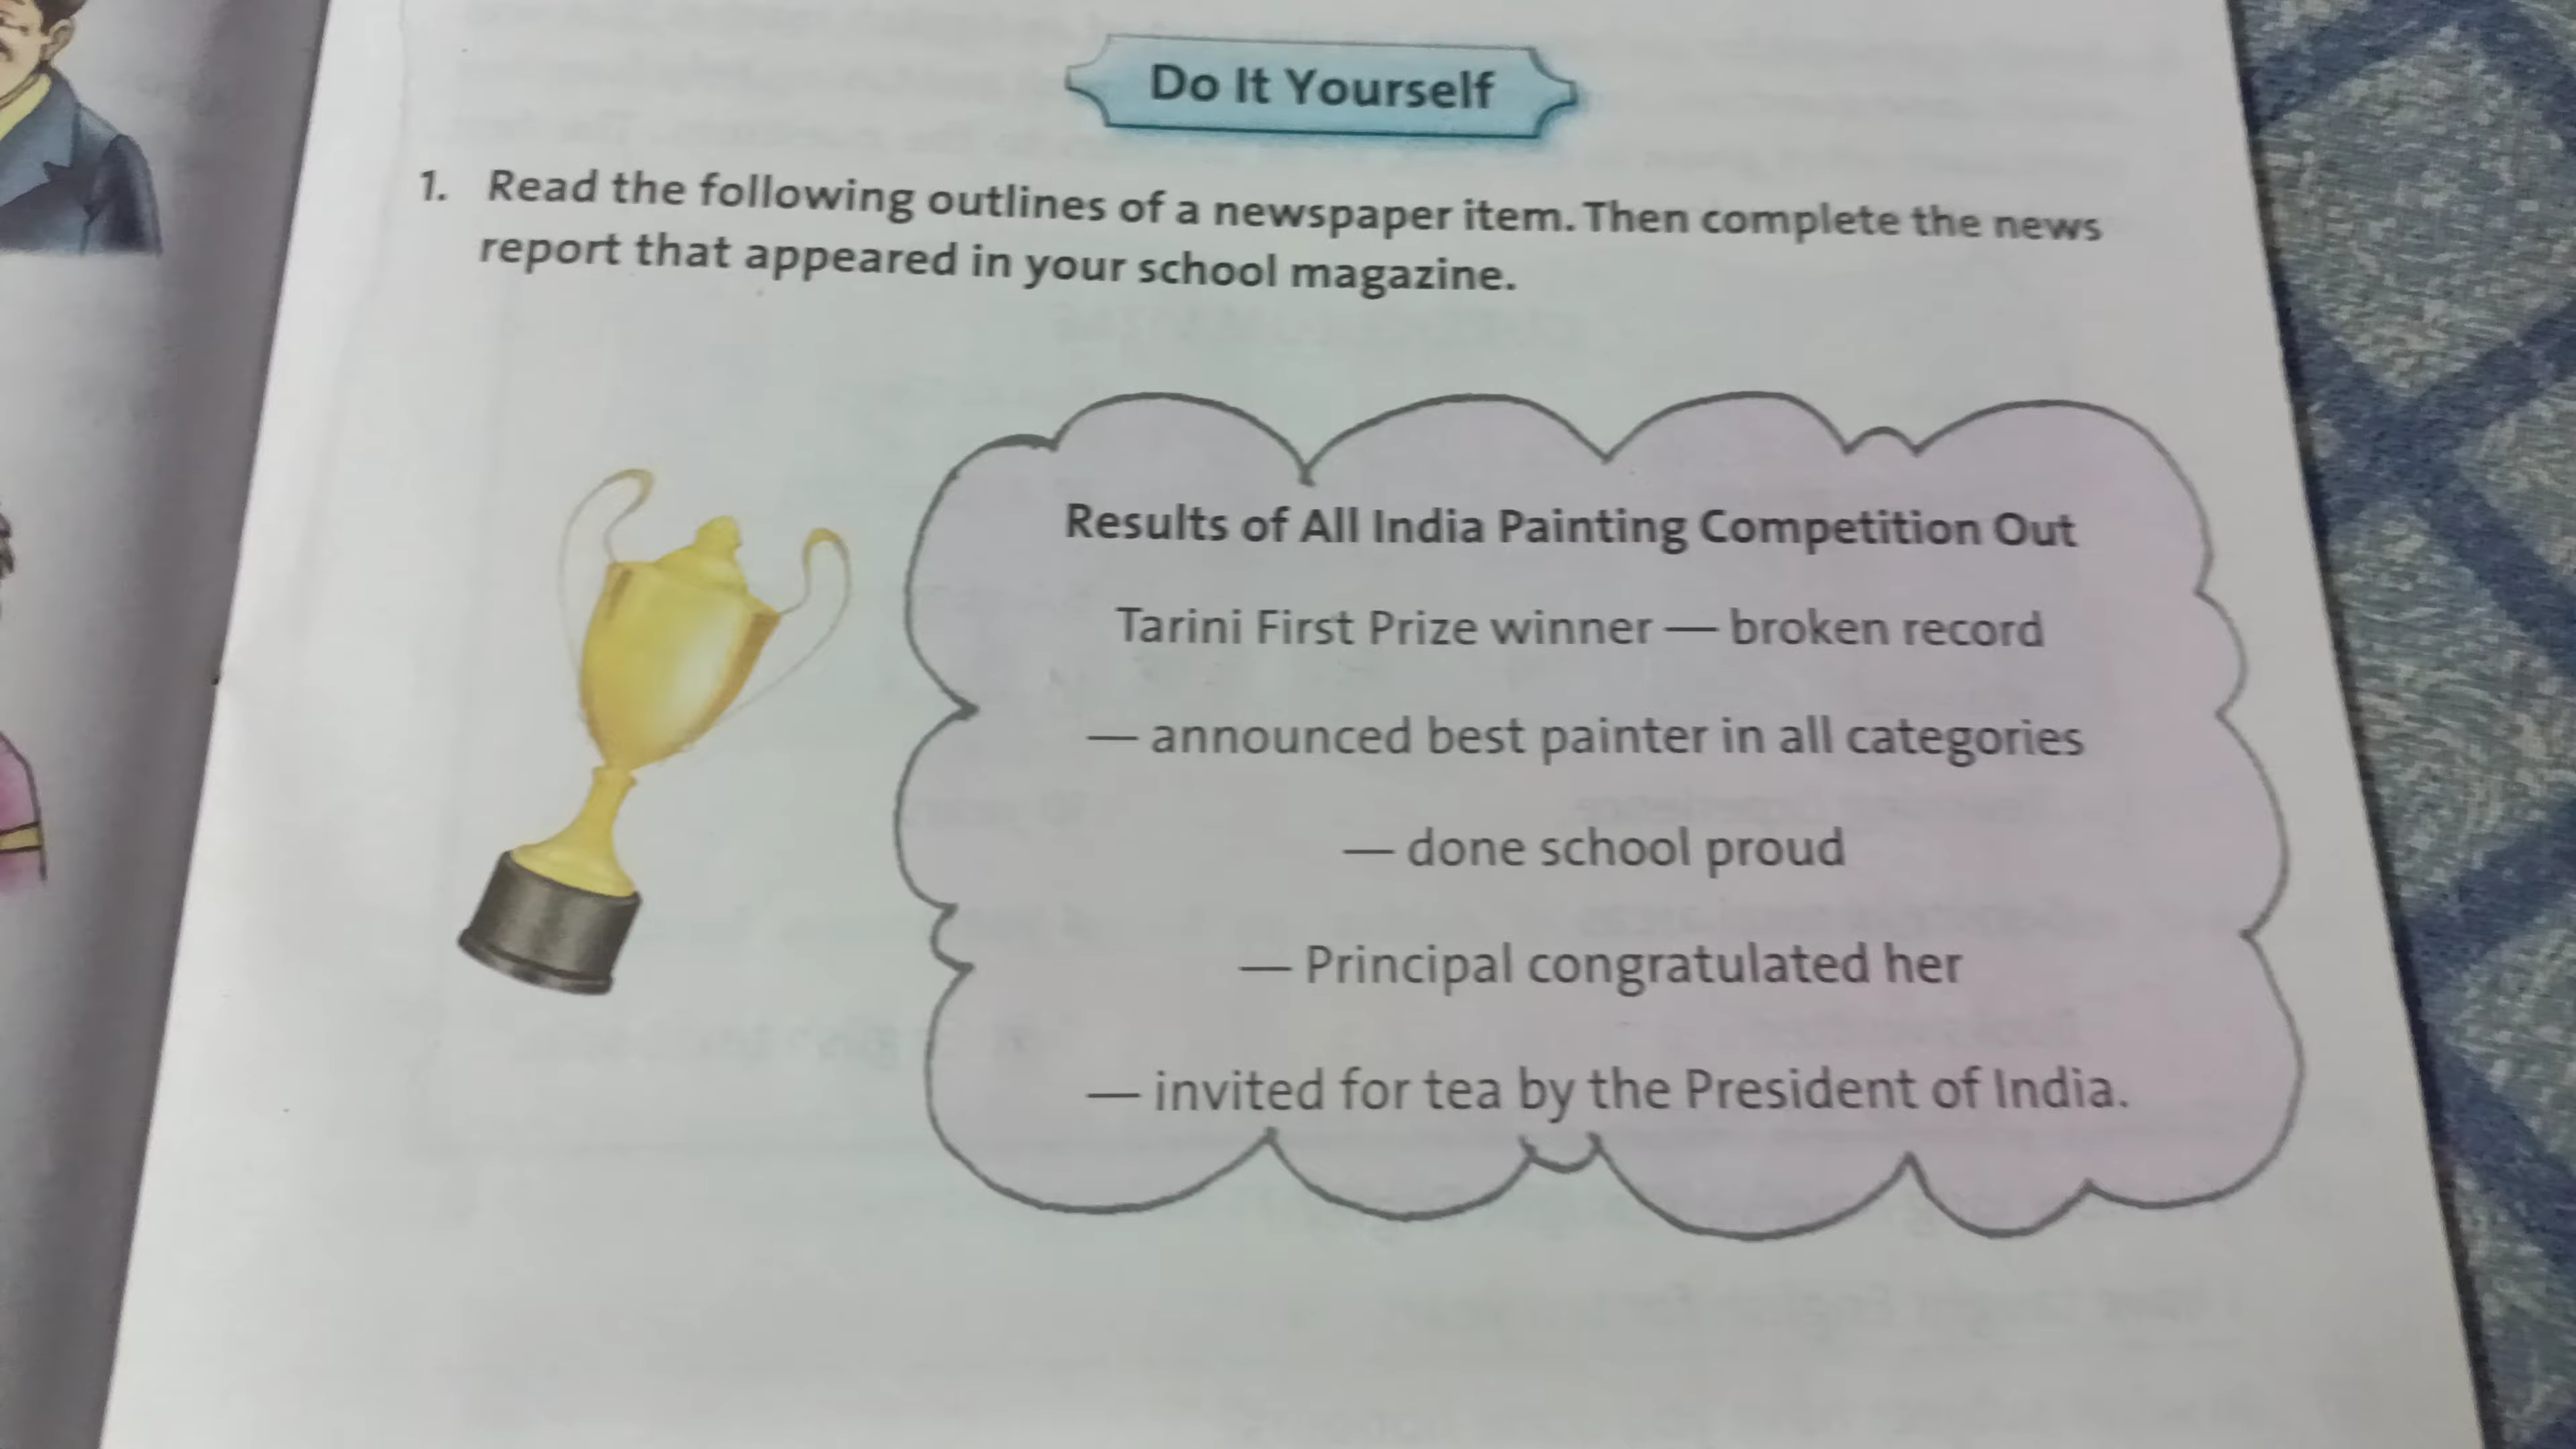 Do It Yourself
1. Read the following outlines of a newspaper item. Then complete the news
report that appeared in your school magazine.
Results of All India Painting Competition Out
Tarini First Prize winner — broken record
— announced best painter in all categories
— done school proud
— Principal congratulated her
— invited for tea by the President of India.